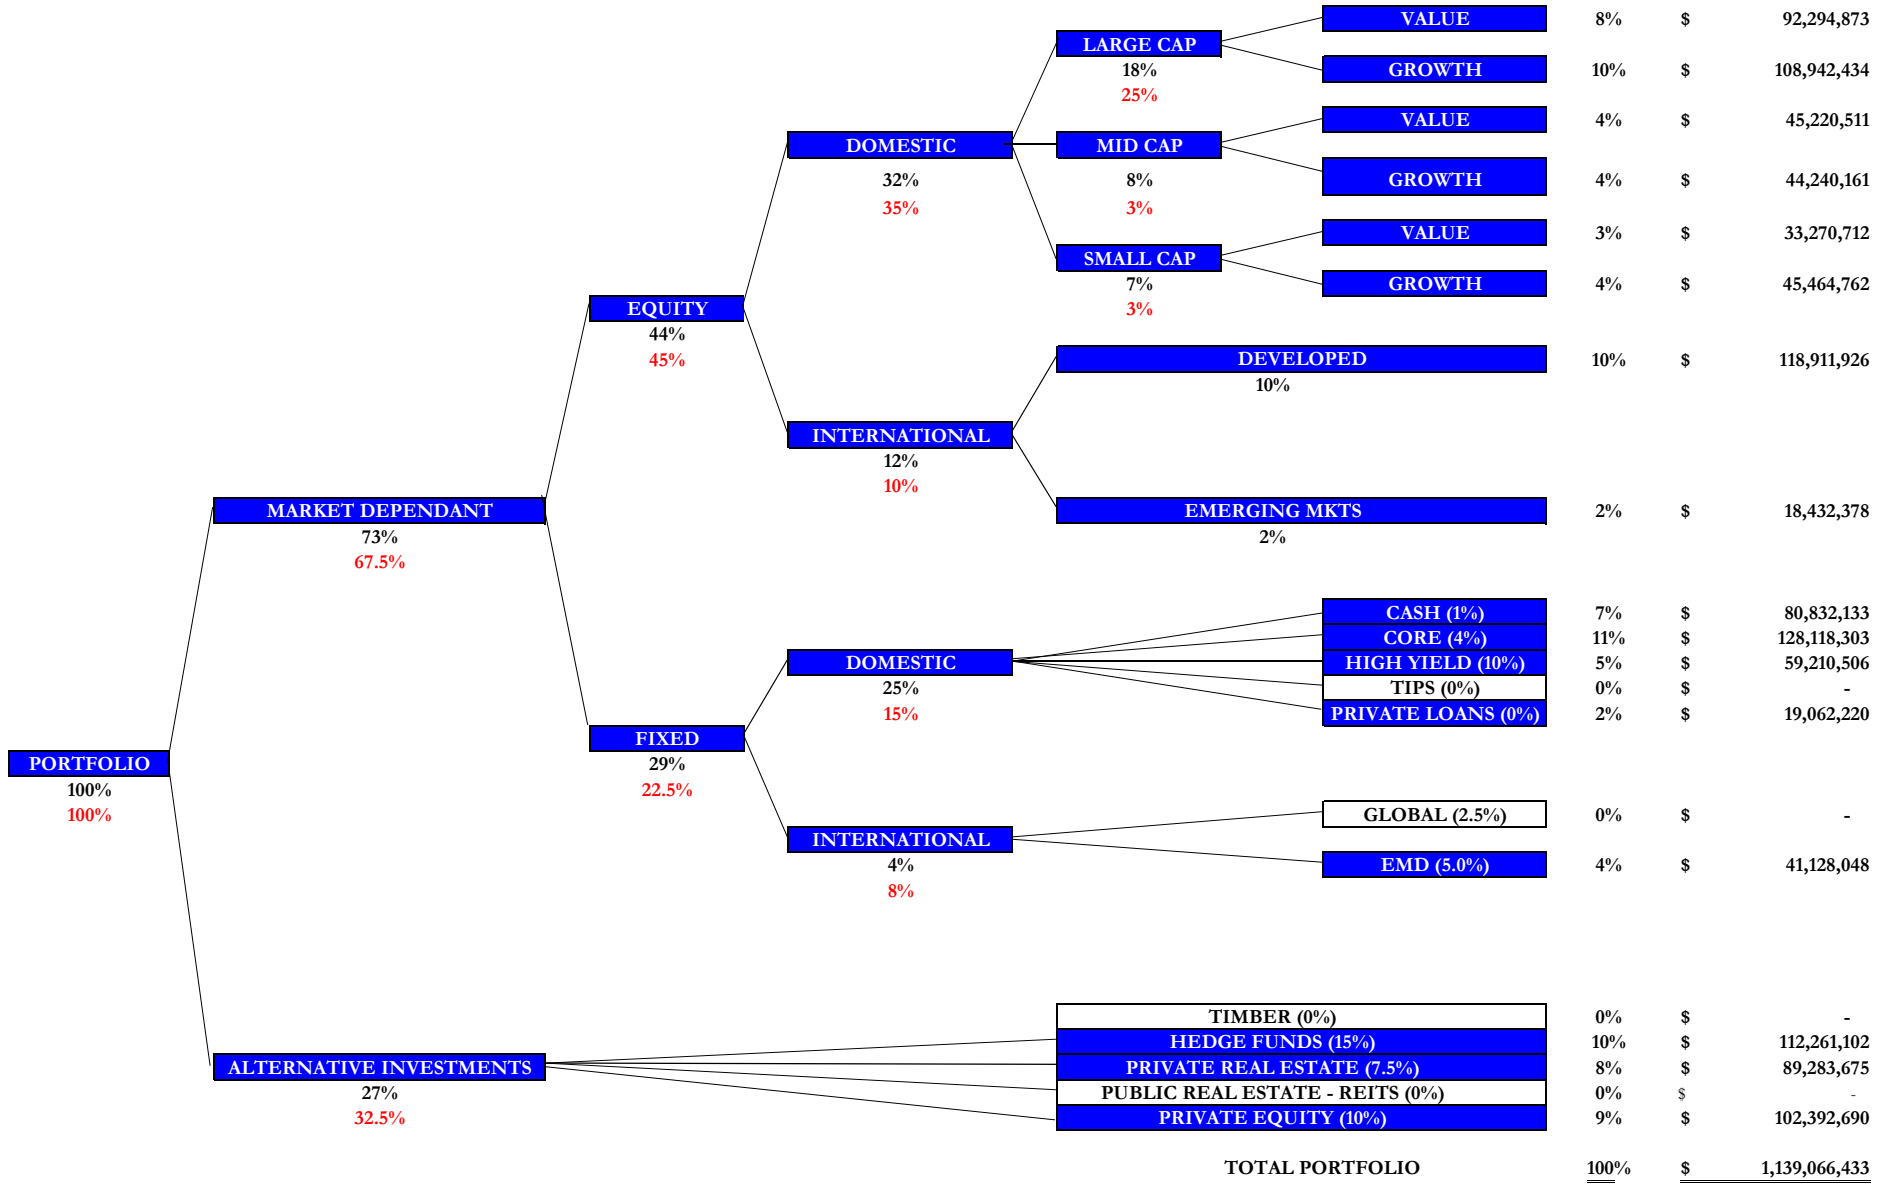 VALUE 8% $ 92,294,873
LARGE CAP
18% GROWTH 10% $ 108,942,434
25%
VALUE 4% $ 45,220,511
DOMESTIC MID CAP
32% 8% GROWTH 4% $ 44,240,161
35% 3%
VALUE 3% $ 33,270,712
SMALL CAP
7% GROWTH 4% $ 45,464,762
EQUITY 3%
44%
45% DEVELOPED 10% $ 118,911,926
10%
INTERNATIONAL
12%
10%
MARKET DEPENDANT EMERGING MKTS 2% $ 18,432,378
73% 2%
67.5%
CASH (1%) 7% $ 80,832,133
CORE (4%) 11% $ 128,118,303
DOMESTIC HIGH YIELD (10%) 5% $ 59,210,506
25% TIPS (0%) 0% $ -
15% PRIVATE LOANS (0%) 2% $ 19,062,220
FIXED
PORTFOLIO 29%
100% 22.5%
100% GLOBAL (2.5%) 0% $ -
INTERNATIONAL
4% EMD (5.0%) 4% $ 41,128,048
8%
TIMBER (0%) 0% $ -
HEDGE FUNDS (15%) 10% $ 112,261,102
ALTERNATIVE INVESTMENTS PRIVATE REAL ESTATE (7.5%) 8% $ 89,283,675
27% PUBLIC REAL ESTATE - REITS (0%) 0% $ -
32.5% PRIVATE EQUITY (10%) 9% $ 102,392,690
TOTAL PORTFOLIO 100% $ 1,139,066,433